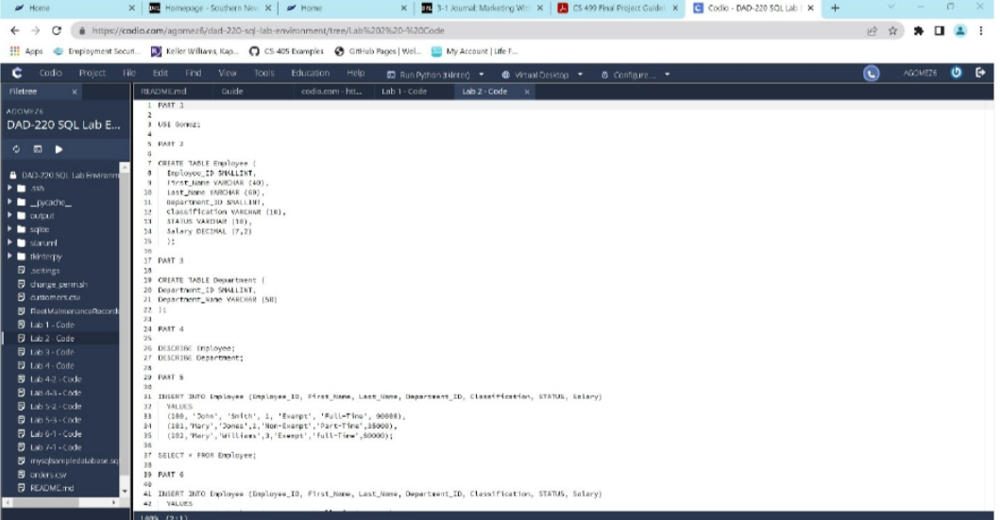 Home
Homepage - Southern New
Home
3-1 Journal: Marketing With
CS 499 Final Project Guideli
Codio - DAD-220 SQL Lab
https://codio.com/agomez6/dad-220-sql-lab-environment/tree/Lab%202%20-%20Code
Apps
Employment Securi...
Keller Williams, Kap...
CS-405 Examples
GitHub Pages | Wel...
My Account | Life F...
Codio Project File Edit Find View Tools Education Help
Run Python (tkinter)
Virtual Desktop
Configure...
AGOMEZ6
Filetree
README.md
Guide
codio.com - htt...
Lab 1 - Code
Lab 2 - Code
AGOMEZ6
DAD-220 SQL Lab E...
DAD-220 SQL Lab Environm
.ssh
__pycache__
output
sqlite
staruml
tkinterpy
.settings
change_perm.sh
customers.csv
FleetMaintenanceRecords
Lab 1 - Code
Lab 2 - Code
Lab 3 - Code
Lab 4 - Code
Lab 4-2 - Code
Lab 4-3 - Code
Lab 5-2 - Code
Lab 5-3 - Code
Lab 6-1 - Code
Lab 7-1 - Code
mysqlsampledatabase.sql
orders.csv
README.md
1 PART 1
2
3 USE Gomez;
4
5 PART 2
6
7 CREATE TABLE Employee (
8 Employee_ID SMALLINT,
9 First_Name VARCHAR (40),
10 Last_Name VARCHAR (60),
11 Department_ID SMALLINT,
12 Classification VARCHAR (10),
13 STATUS VARCHAR (10),
14 Salary DECIMAL (7,2)
15 );
16
17 PART 3
18
19 CREATE TABLE Department (
20 Department_ID SMALLINT,
21 Department_Name VARCHAR (50)
22 );
23
24 PART 4
25
26 DESCRIBE Employee;
27 DESCRIBE Department;
28
29 PART 5
30
31 INSERT INTO Employee (Employee_ID, First_Name, Last_Name, Department_ID, Classification, STATUS, Salary)
32 VALUES
33 (100, 'John', 'Smith', 1, 'Exempt', 'Full-Time', 90000),
34 (101,'Mary','Jones',2,'Non-Exempt','Part-Time',35000),
35 (102,'Mary','Williams',3,'Exempt','Full-Time',80000);
36
37 SELECT * FROM Employee;
38
39 PART 6
40
41 INSERT INTO Employee (Employee_ID, First_Name, Last_Name, Department_ID, Classification, STATUS, Salary)
42 VALUES
100% (2:1)